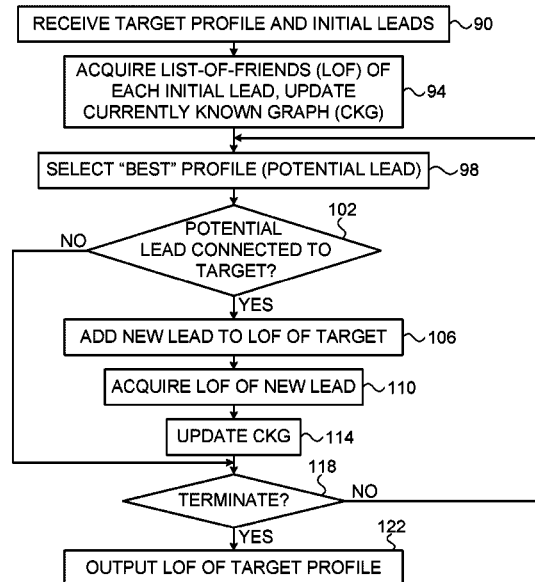 RECEIVE TARGET PROFILE AND INITIAL LEADS
90
ACQUIRE LIST-OF-FRIENDS (LOF) OF
EACH INITIAL LEAD, UPDATE
CURRENTLY KNOWN GRAPH (CKG)
94
SELECT “BEST” PROFILE (POTENTIAL LEAD)
98
102
NO
POTENTIAL
LEAD CONNECTED TO
TARGET?
YES
ADD NEW LEAD TO LOF OF TARGET
106
ACQUIRE LOF OF NEW LEAD
110
UPDATE CKG
114
118
TERMINATE?
NO
YES
122
OUTPUT LOF OF TARGET PROFILE